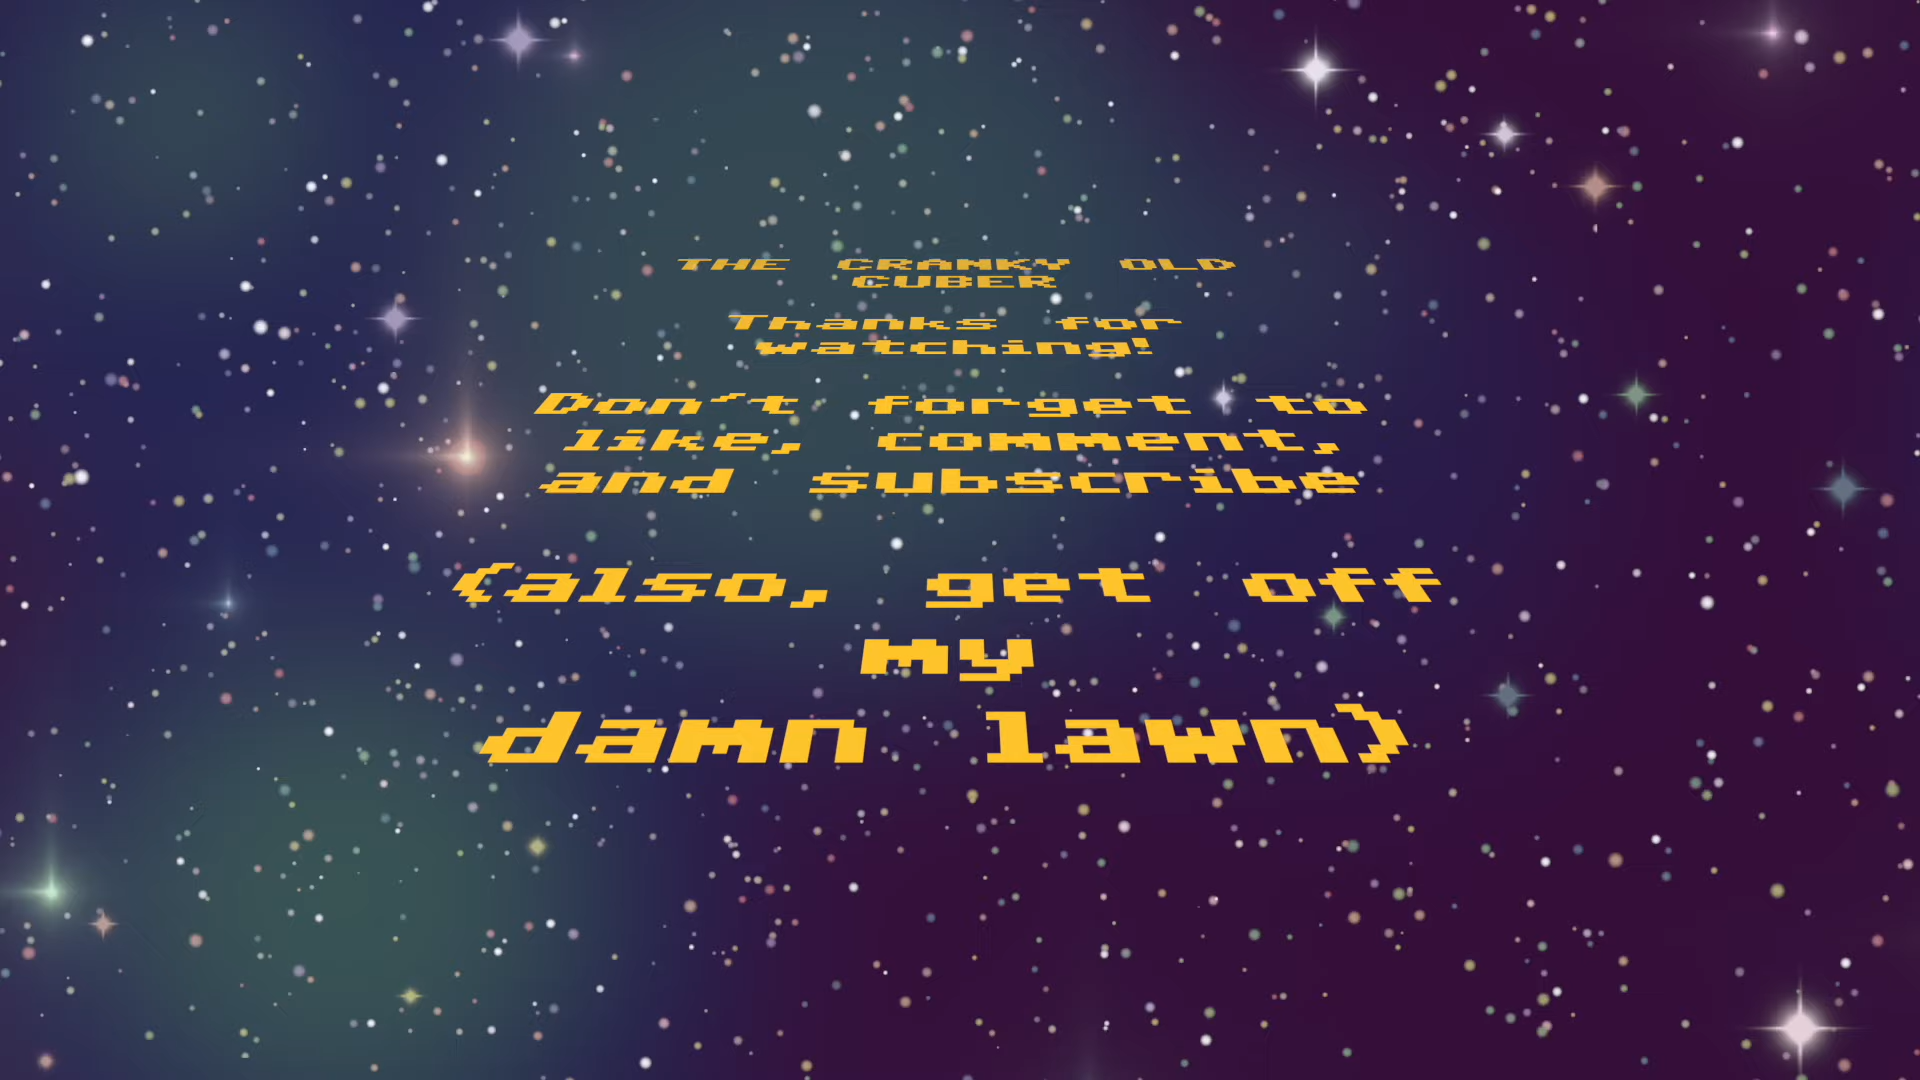 THE CRANKY OLD
CUBER
Thanks for
watching!
Don't forget to
like, comment,
and subscribe
(also, get off
my
damn lawn)